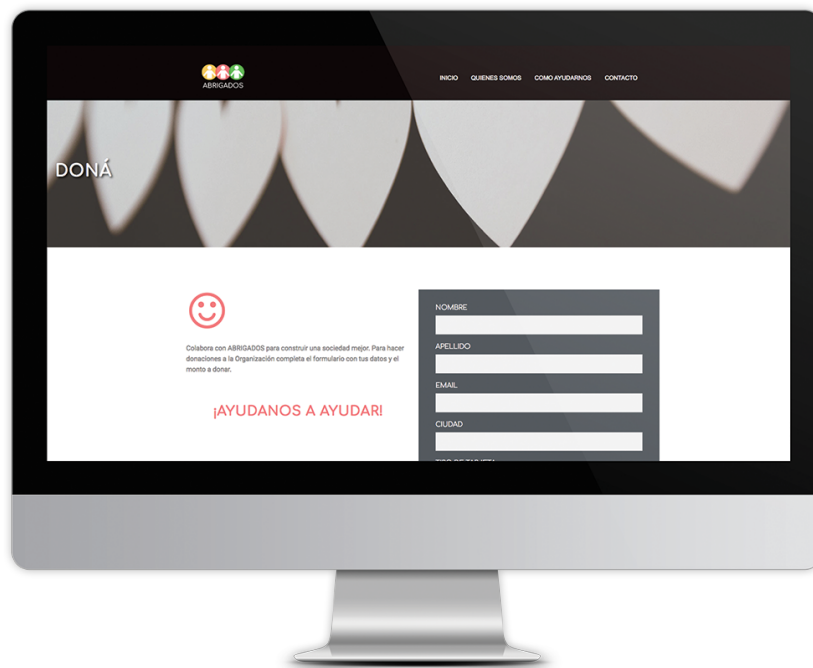 ABRIGADOS
INICIO QUIENES SOMOS COMO AYUDARNOS CONTACTO
DONÁ
Colabora con ABRIGADOS para construir una sociedad mejor. Para hacer
donaciones a la Organización completa el formulario con tus datos y el
monto a donar.
¡AYUDANOS A AYUDAR!
NOMBRE
APELLIDO
EMAIL
CIUDAD